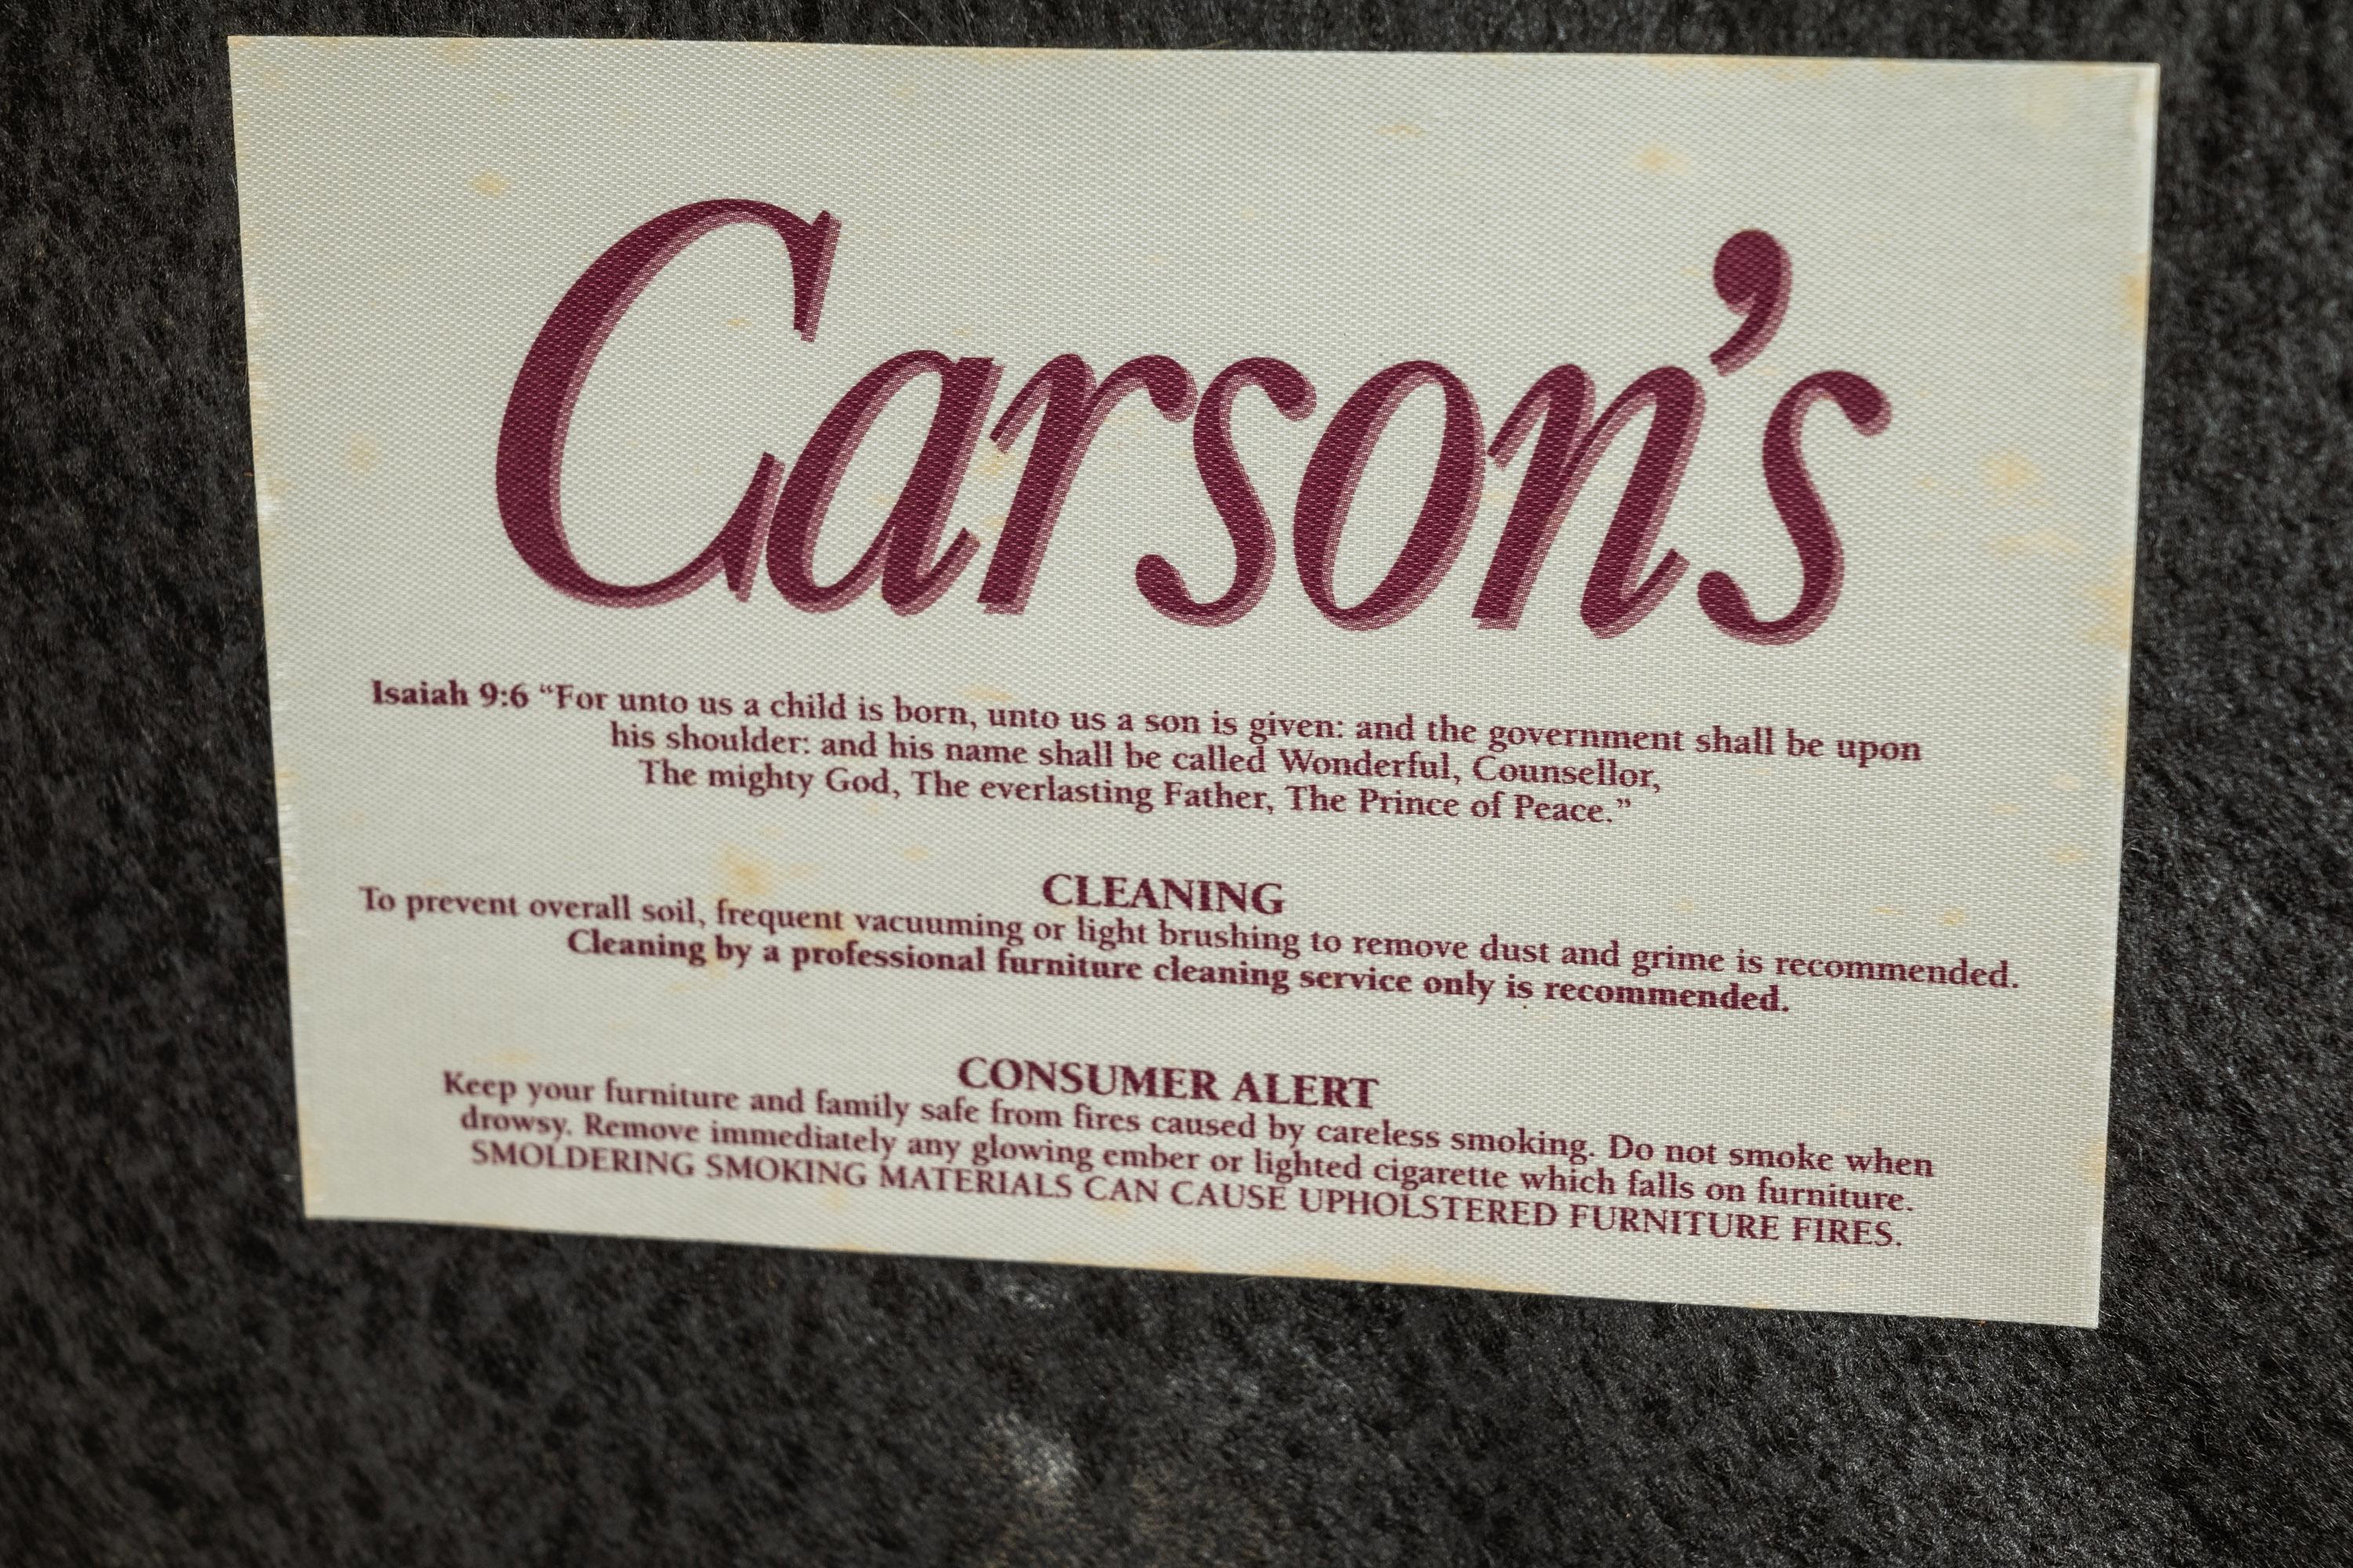 Carson's
Isaiah 9:6 “For unto us a child is born, unto us a son is given: and the government shall be upon
his shoulder: and his name shall be called Wonderful, Counsellor,
The mighty God, The everlasting Father, The Prince of Peace.”
CLEANING
To prevent overall soil, frequent vacuuming or light brushing to remove dust and grime is recommended.
Cleaning by a professional furniture cleaning service only is recommended.
CONSUMER ALERT
Keep your furniture and family safe from fires caused by careless smoking. Do not smoke when
drowsy. Remove immediately any glowing ember or lighted cigarette which falls on furniture.
SMOLDERING SMOKING MATERIALS CAN CAUSE UPHOLSTERED FURNITURE FIRES.